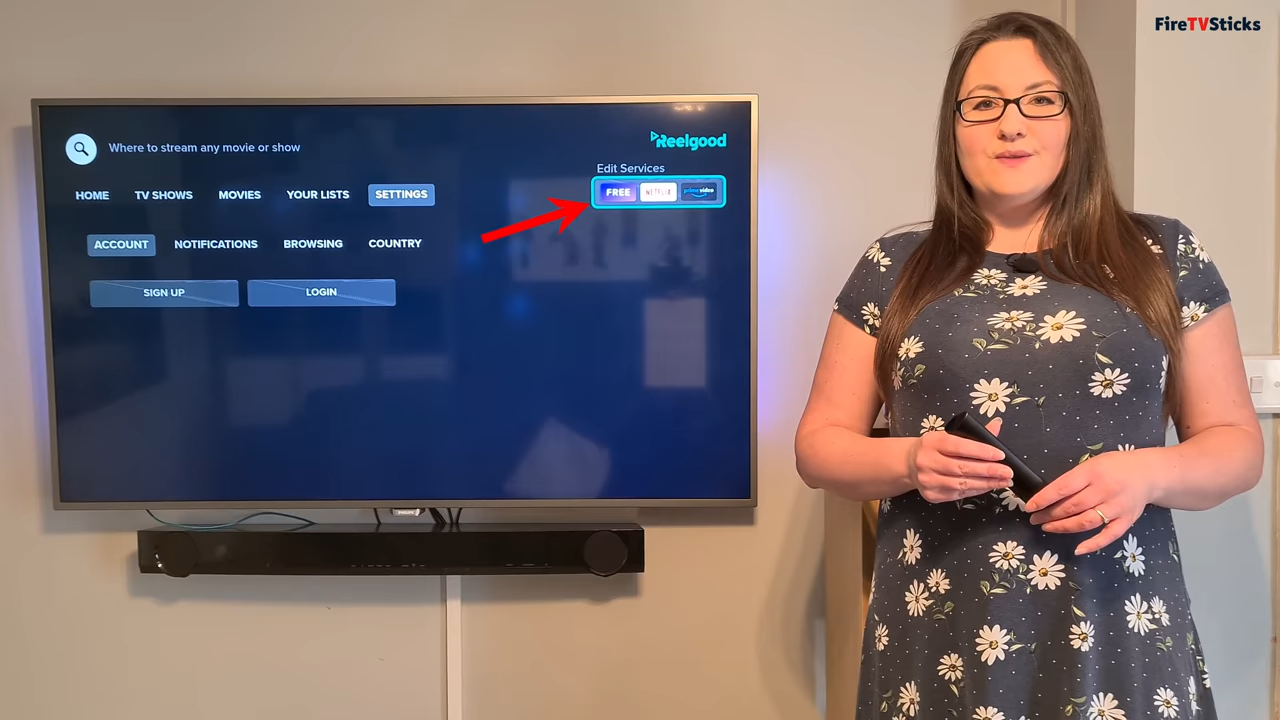 FireTVSticks
Where to stream any movie or show
Reelgood
Edit Services
FREE NETFLIX prime video
HOME TV SHOWS MOVIES YOUR LISTS SETTINGS
ACCOUNT NOTIFICATIONS BROWSING COUNTRY
SIGN UP LOGIN
PHILIPS